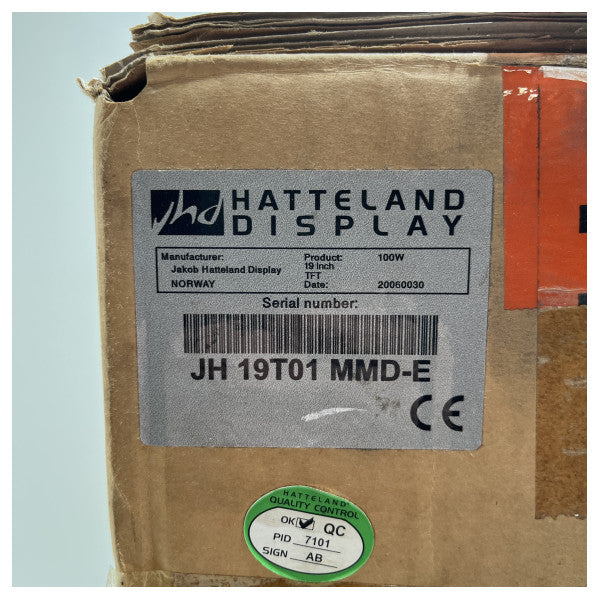 jhd HATTELAND
DISPLAY
Manufacturer: Product: 100W
Jakob Hatteland Display 19 Inch
TFT
NORWAY Date: 20060030
Serial number:
JH 19T01 MMD-E
CE
HATTELAND®
QUALITY CONTROL
OK ✓ QC
PID 7101
SIGN AB